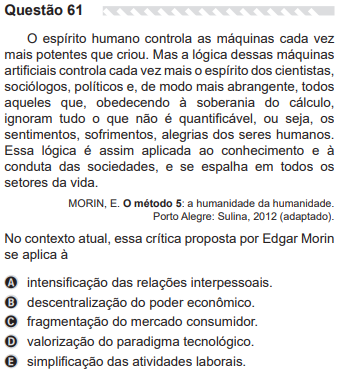 Questão 61
O espírito humano controla as máquinas cada vez
mais potentes que criou. Mas a lógica dessas máquinas
artificiais controla cada vez mais o espírito dos cientistas,
sociólogos, políticos e, de modo mais abrangente, todos
aqueles que, obedecendo à soberania do cálculo,
ignoram tudo o que não é quantificável, ou seja, os
sentimentos, sofrimentos, alegrias dos seres humanos.
Essa lógica é assim aplicada ao conhecimento e à
conduta das sociedades, e se espalha em todos os
setores da vida.
MORIN, E. O método 5: a humanidade da humanidade.
Porto Alegre: Sulina, 2012 (adaptado).
No contexto atual, essa crítica proposta por Edgar Morin
se aplica à
A intensificação das relações interpessoais.
B descentralização do poder econômico.
C fragmentação do mercado consumidor.
D valorização do paradigma tecnológico.
E simplificação das atividades laborais.